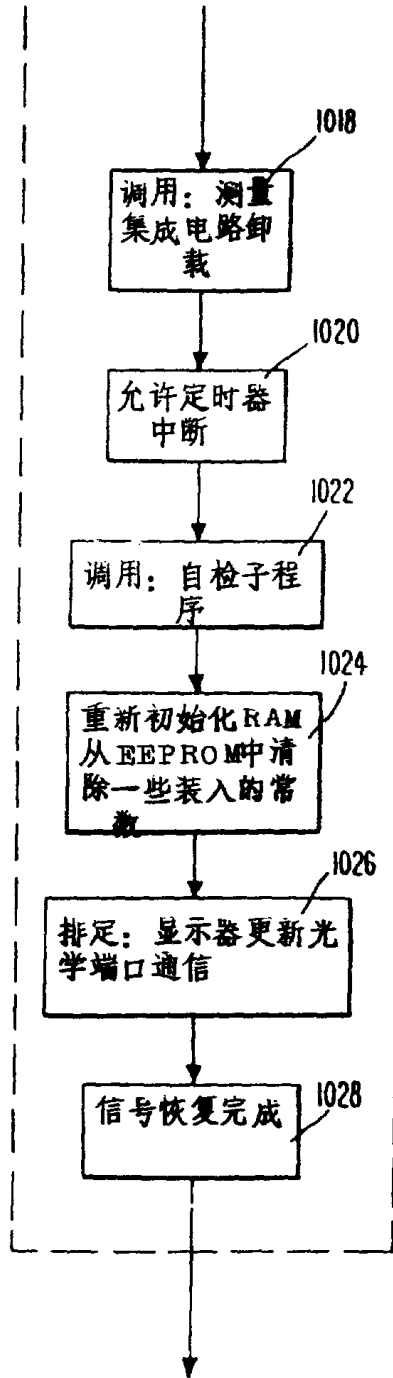 1018
调用：测量
集成电路卸
载
1020
允许定时器
中断
1022
调用：自检子程
序
1024
重新初始化RAM
从EEPROM中清
除一些装入的常
数
1026
排定：显示器更新光
学端口通信
1028
信号恢复完成